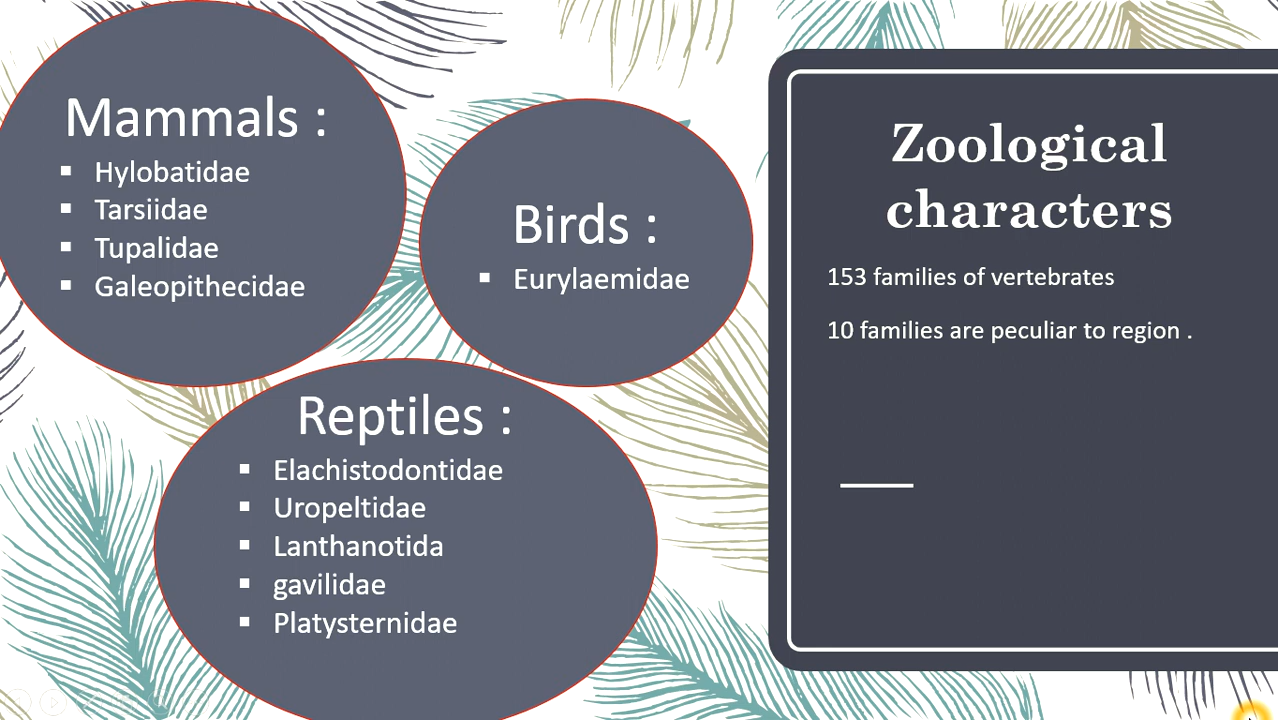 Mammals :
▪ Hylobatidae
▪ Tarsiidae
▪ Tupalidae
▪ Galeopithecidae
Birds :
▪ Eurylaemidae
Reptiles :
▪ Elachistodontidae
▪ Uropeltidae
▪ Lanthanotida
▪ gavilidae
▪ Platysternidae
Zoological
characters
153 families of vertebrates
10 families are peculiar to region .